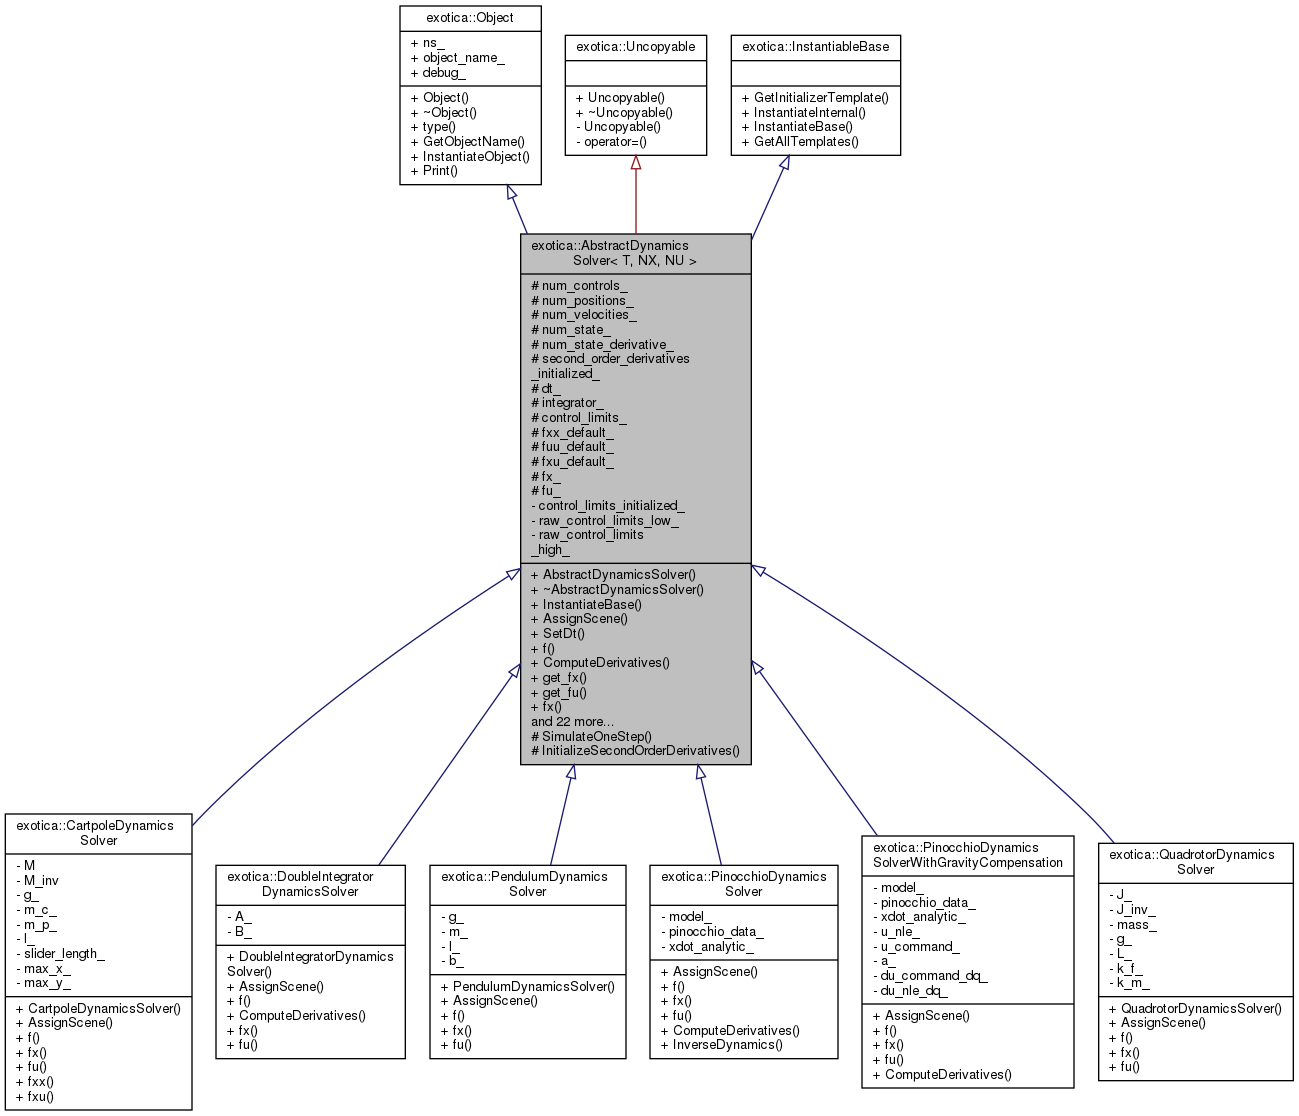 exotica::Object
+ ns_
+ object_name_
+ debug_
+ Object()
+ ~Object()
+ type()
+ GetObjectName()
+ InstantiateObject()
+ Print()
exotica::Uncopyable
+ Uncopyable()
+ ~Uncopyable()
- Uncopyable()
- operator=()
exotica::InstantiableBase
+ GetInitializerTemplate()
+ InstantiateInternal()
+ InstantiateBase()
+ GetAllTemplates()
exotica::AbstractDynamics
Solver< T, NX, NU >
# num_controls_
# num_positions_
# num_velocities_
# num_state_
# num_state_derivative_
# second_order_derivatives
_initialized_
# dt_
# integrator_
# control_limits_
# fxx_default_
# fuu_default_
# fxu_default_
# fx_
# fu_
- control_limits_initialized_
- raw_control_limits_low_
- raw_control_limits
_high_
+ AbstractDynamicsSolver()
+ ~AbstractDynamicsSolver()
+ InstantiateBase()
+ AssignScene()
+ SetDt()
+ f()
+ ComputeDerivatives()
+ get_fx()
+ get_fu()
+ fx()
and 22 more...
# SimulateOneStep()
# InitializeSecondOrderDerivatives()
exotica::CartpoleDynamics
Solver
- M
- M_inv
- g_
- m_c_
- m_p_
- l_
- slider_length_
- max_x_
- max_y_
+ CartpoleDynamicsSolver()
+ AssignScene()
+ f()
+ fx()
+ fu()
+ fxx()
+ fxu()
exotica::DoubleIntegrator
DynamicsSolver
- A_
- B_
+ DoubleIntegratorDynamics
Solver()
+ AssignScene()
+ f()
+ ComputeDerivatives()
+ fx()
+ fu()
exotica::PendulumDynamics
Solver
- g_
- m_
- l_
- b_
+ PendulumDynamicsSolver()
+ AssignScene()
+ f()
+ fx()
+ fu()
exotica::PinocchioDynamics
Solver
- model_
- pinocchio_data_
- xdot_analytic_
+ AssignScene()
+ f()
+ fx()
+ fu()
+ ComputeDerivatives()
+ InverseDynamics()
exotica::PinocchioDynamics
SolverWithGravityCompensation
- model_
- pinocchio_data_
- xdot_analytic_
- u_nle_
- u_command_
- a_
- du_command_dq_
- du_nle_dq_
+ AssignScene()
+ f()
+ fx()
+ fu()
+ ComputeDerivatives()
exotica::QuadrotorDynamics
Solver
- J_
- J_inv_
- mass_
- g_
- L_
- k_f_
- k_m_
+ QuadrotorDynamicsSolver()
+ AssignScene()
+ f()
+ fx()
+ fu()